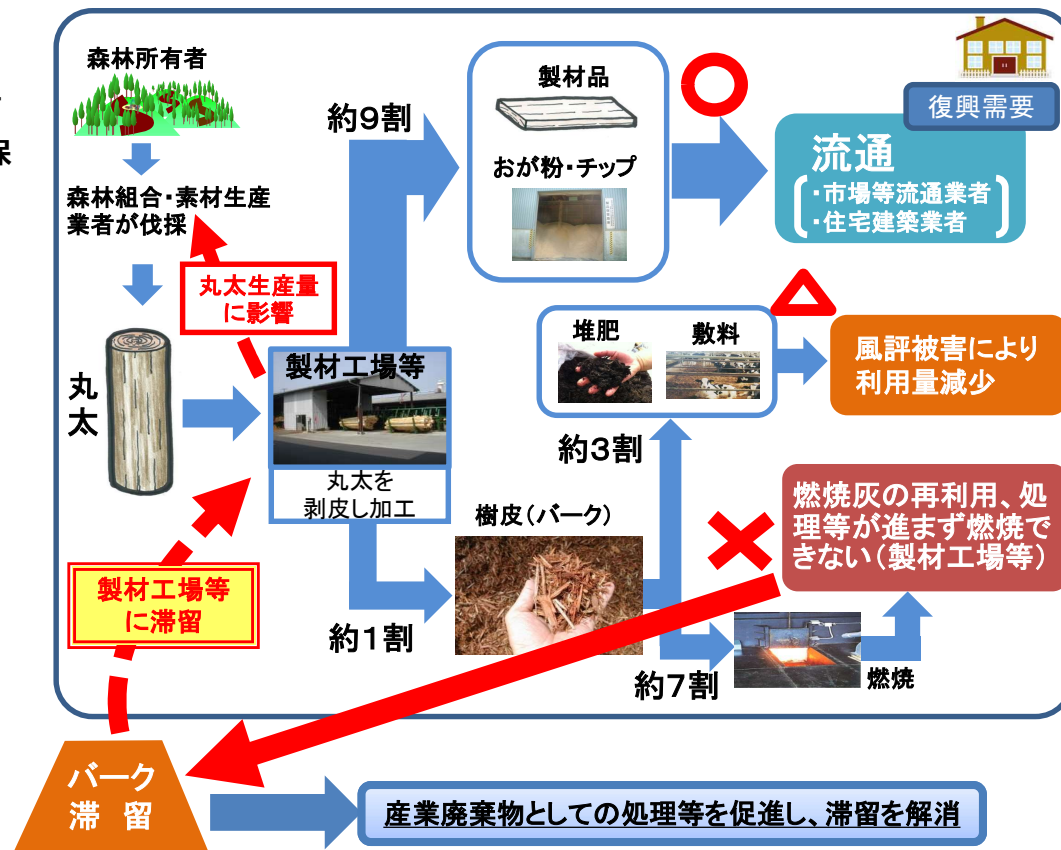 保
森林所有者
森林組合・素材生産
業者が伐採
丸太生産量
に影響
丸太
製材工場等
丸太を
剥皮し加工
約9割
製材品
おが粉・チップ
復興需要
流通
・市場等流通業者
・住宅建築業者
堆肥
敷料
風評被害により
利用量減少
約3割
樹皮(バーク)
約1割
約7割
燃焼
燃焼灰の再利用、処
理等が進まず燃焼で
きない(製材工場等)
製材工場等
に滞留
バーク
滞留
産業廃棄物としての処理等を促進し、滞留を解消